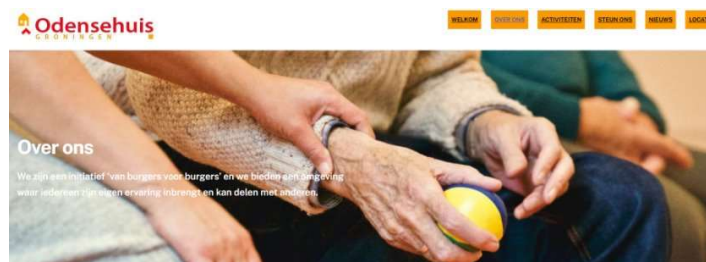 Odensehuis
GRONINGEN
WELKOM
OVER ONS
ACTIVITEITEN
STEUN ONS
NIEUWS
LOCAT
Over ons
We zijn een initiatief 'van burgers voor burgers' en we bieden een omgeving
waar iedereen zijn eigen ervaring inbrengt en kan delen met anderen.